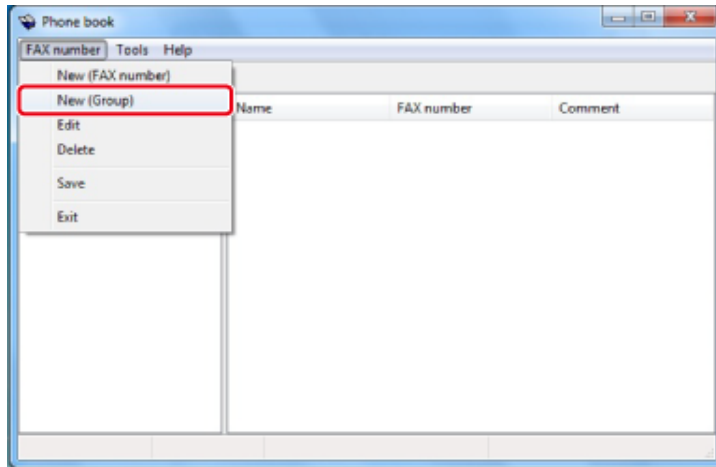 Phone book
FAX number Tools Help
New (FAX number)
New (Group)
Edit
Delete
Save
Exit
Name FAX number Comment